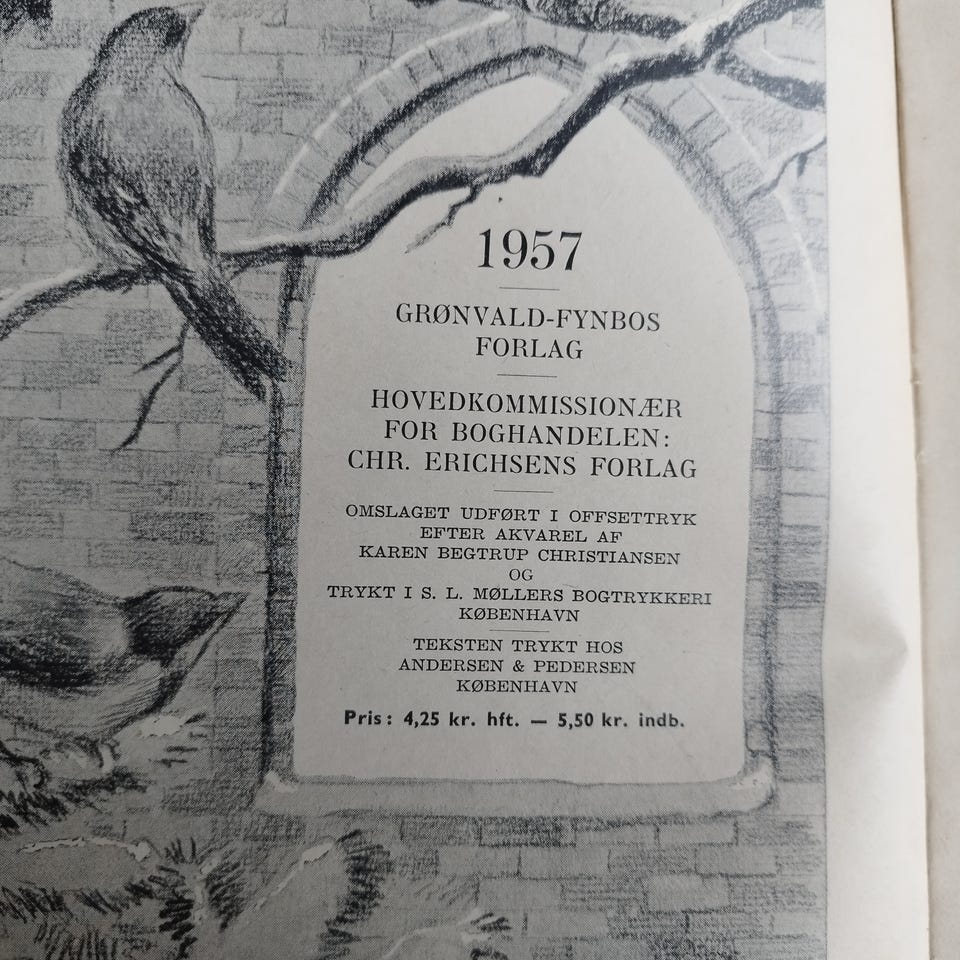 1957
GRØNVALD-FYNBOS
FORLAG
HOVEDKOMMISSIONÆR
FOR BOGHANDELEN:
CHR. ERICHSENS FORLAG
OMSLAGET UDFØRT I OFFSETTRYK
EFTER AKVAREL AF
KAREN BEGTRUP CHRISTIANSEN
OG
TRYKT I S. L. MØLLERS BOGTRYKKERI
KØBENHAVN
TEKSTEN TRYKT HOS
ANDERSEN & PEDERSEN
KØBENHAVN
Pris: 4,25 kr. hft. — 5,50 kr. indb.